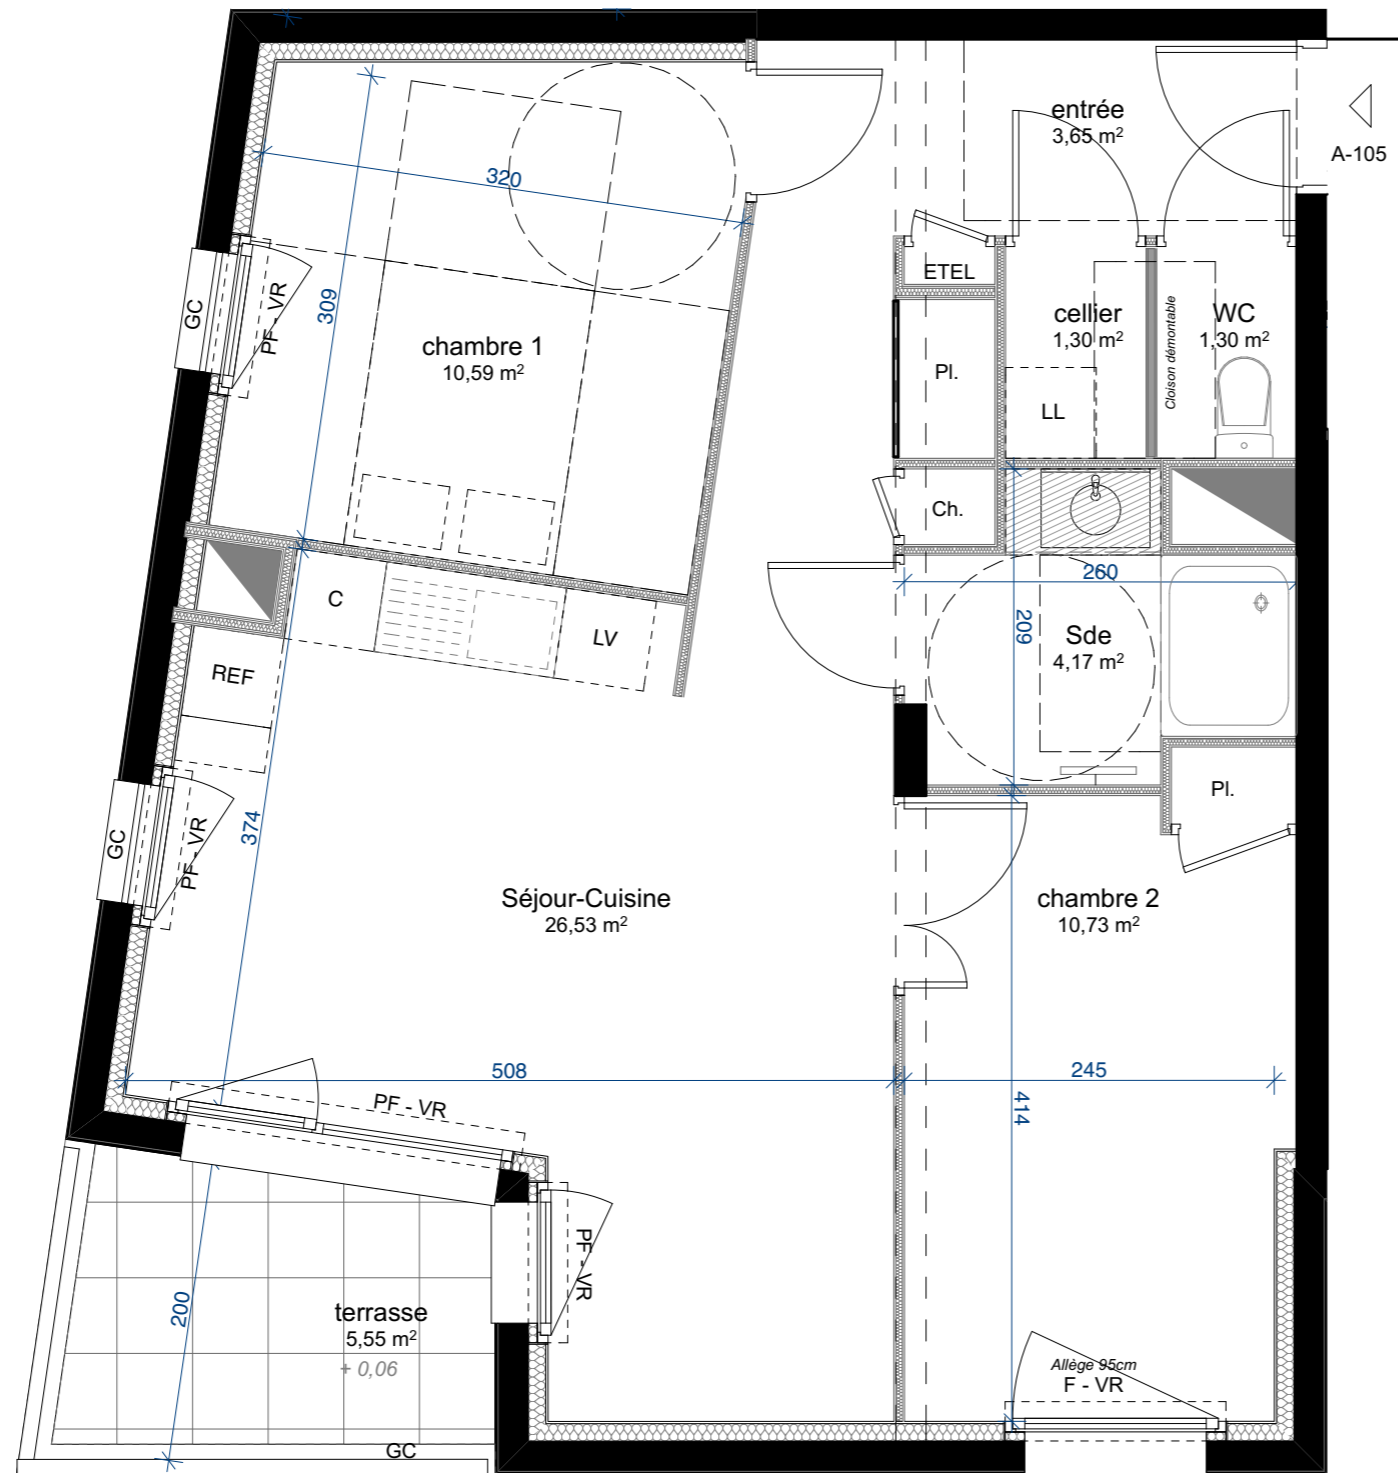 entrée
3,65 m²
A-105
320
309
GC
PF - VR
chambre 1
10,59 m²
ETEL
Pl.
cellier
1,30 m²
LL
Cloison démontable
WC
1,30 m²
Ch.
260
209
Sde
4,17 m²
C
LV
REF
Pl.
GC
PF - VR
374
Séjour-Cuisine
26,53 m²
chambre 2
10,73 m²
508
245
414
PF - VR
PF - VR
200
terrasse
5,55 m²
+ 0,06
Allège 95cm
F - VR
GC